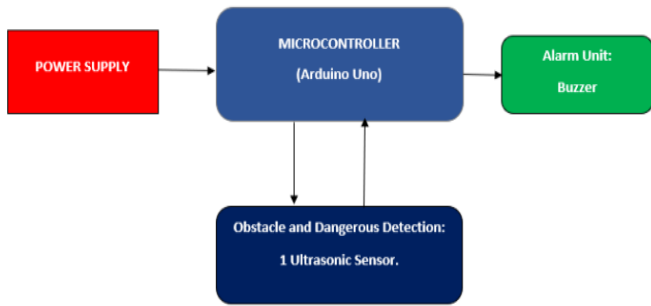 POWER SUPPLY
MICROCONTROLLER
(Arduino Uno)
Alarm Unit:
Buzzer
Obstacle and Dangerous Detection:
1 Ultrasonic Sensor.